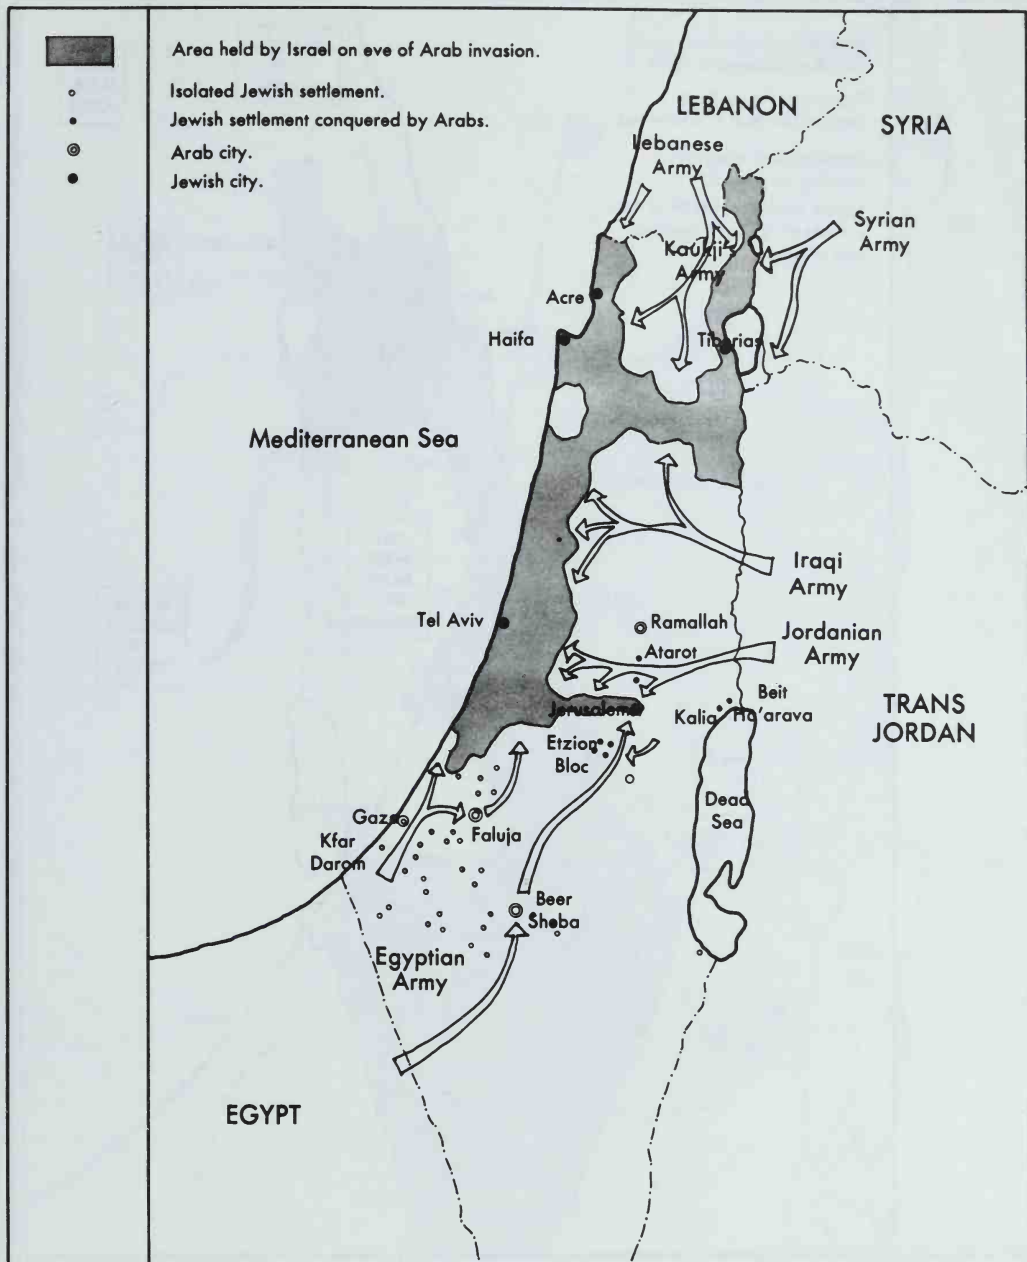 Area held by Israel on eve of Arab invasion.
Isolated Jewish settlement.
Jewish settlement conquered by Arabs.
Arab city.
Jewish city.
LEBANON
SYRIA
Lebanese
Army
Syrian
Army
Kaukji
Army
Acre
Haifa
Tiberias
Mediterranean Sea
Iraqi
Army
Tel Aviv
Ramallah
Atarot
Jordanian
Army
Jerusalem
Kalia
Beit
Ha'arava
TRANS
JORDAN
Etzion
Bloc
Dead
Sea
Gaza
Faluja
Kfar
Darom
Beer
Sheba
Egyptian
Army
EGYPT